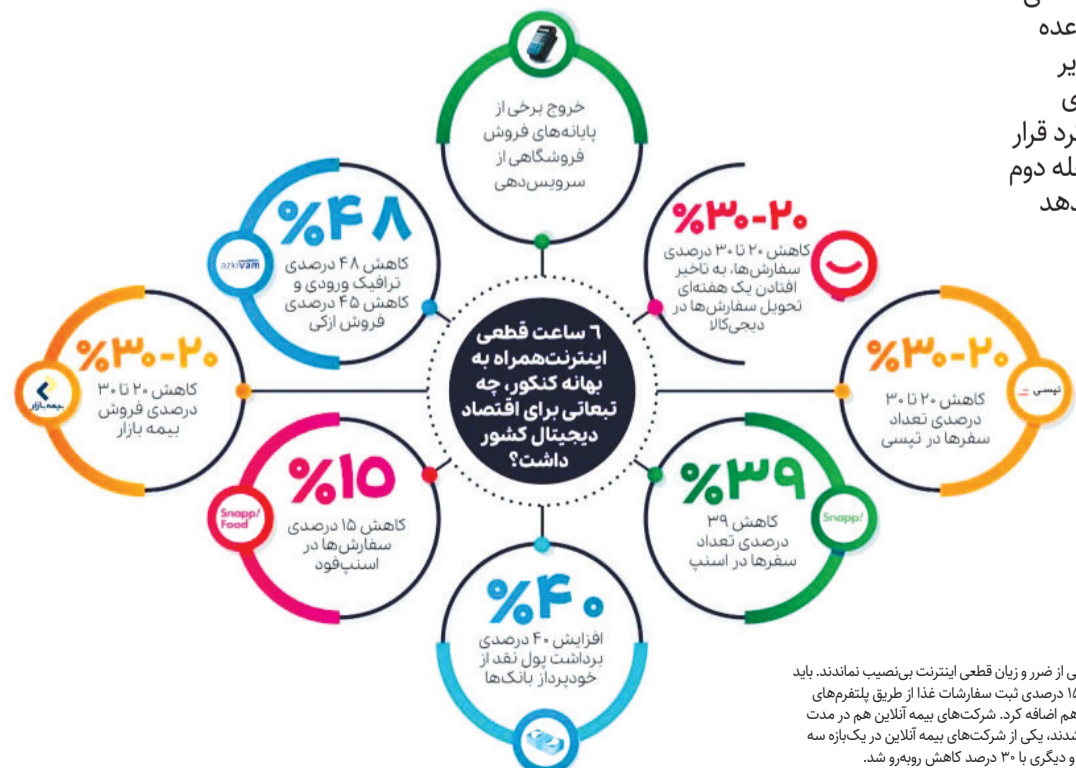 عده
یر
ی
رد قرار
له دوم
دهد
خروج برخی از
پایانه‌های فروش
فروشگاهی از
سرویس‌دهی
%۳۰-۲۰
کاهش ۲۰ تا ۳۰ درصدی
سفارش‌ها، به تاخیر
افتادن یک هفته‌ای
تحویل سفارش‌ها در
دیجی‌کالا
%۴۸
کاهش ۴۸ درصدی
ترافیک ورودی و
کاهش ۴۵ درصدی
فروش ازکی
azkivam
%۳۰-۲۰
کاهش ۲۰ تا ۳۰
درصدی تعداد
سفرها در تپسی
تپسی
۶ ساعت قطعی
اینترنت‌همراه به
بهانه کنکور، چه
تبعاتی برای اقتصاد
دیجیتال کشور
داشت؟
%۳۰-۲۰
کاهش ۲۰ تا ۳۰
درصدی فروش
بیمه بازار
بیمه‌بازار
%۳۹
کاهش ۳۹
درصدی تعداد
سفرها در اسنپ
Snapp!
%۱۵
کاهش ۱۵ درصدی
سفارش‌ها در
اسنپ‌فود
Snapp!
Food
%۴۰
افزایش ۴۰ درصدی
برداشت پول نقد از
خودپرداز بانک‌ها
ی از ضرر و زیان قطعی اینترنت بی‌نصیب نماندند. باید
۱۵ درصدی ثبت سفارشات غذا از طریق پلتفرم‌های
هم اضافه کرد. شرکت‌های بیمه آنلاین هم در مدت
شدند، یکی از شرکت‌های بیمه آنلاین در یک‌بازه سه
و دیگری با ۳۰ درصد کاهش روبه‌رو شد.